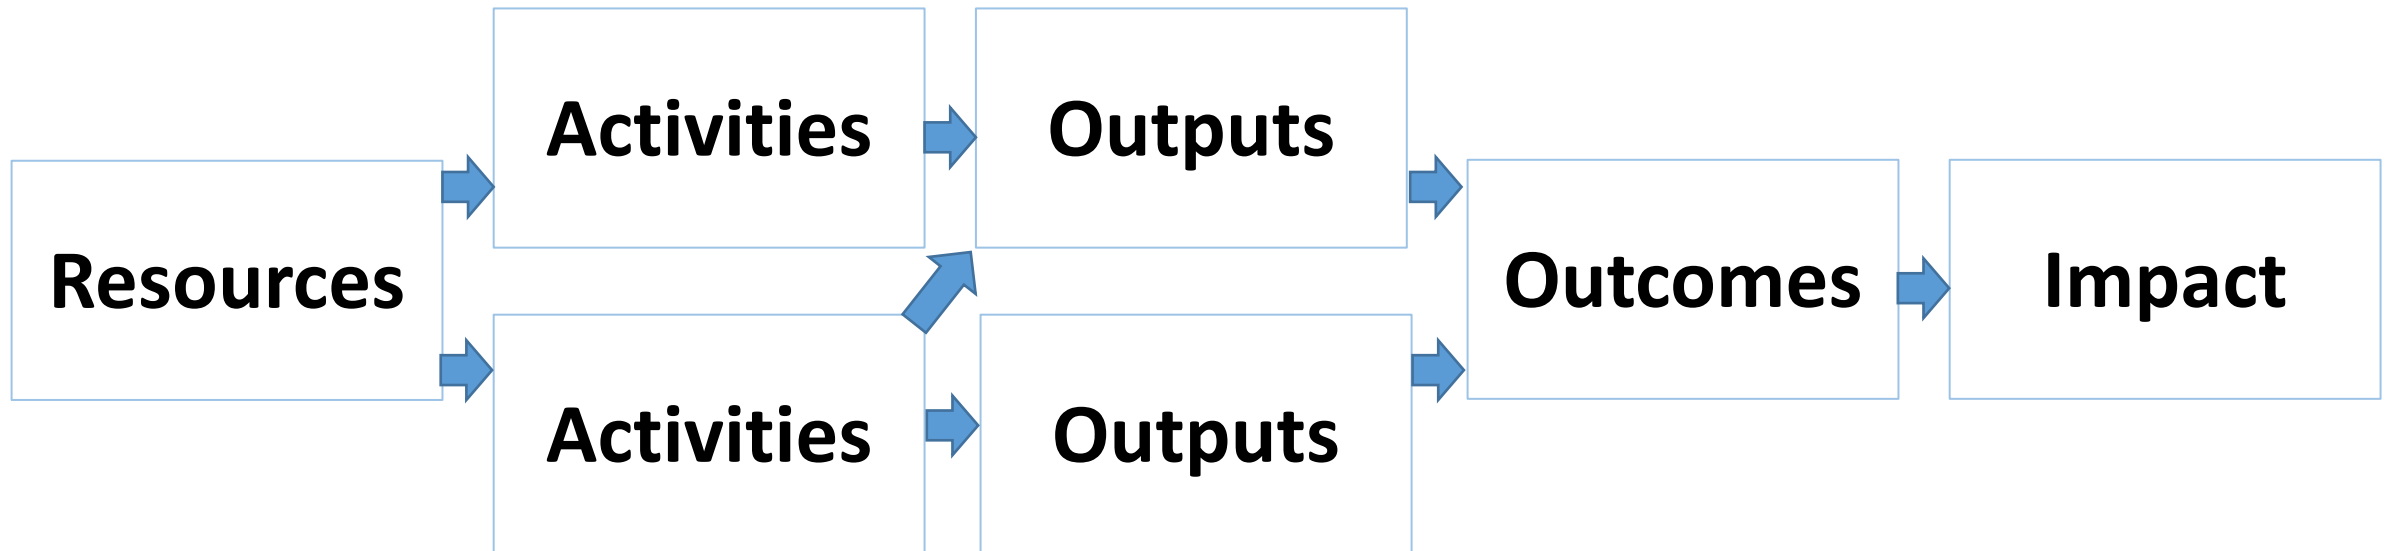 Resources
Activities
Outputs
Activities
Outputs
Outcomes
Impact